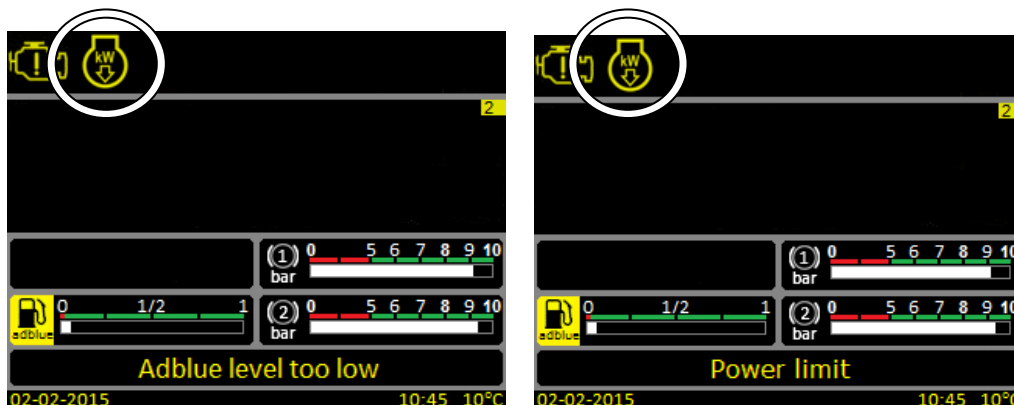 kW
2
1
0 5 6 7 8 9 10
bar
adblue
0 1/2 1
2
0 5 6 7 8 9 10
bar
Adblue level too low
02-02-2015 10:45 10°C
kW
2
1
0 5 6 7 8 9 10
bar
adblue
0 1/2 1
2
0 5 6 7 8 9 10
bar
Power limit
02-02-2015 10:45 10°C